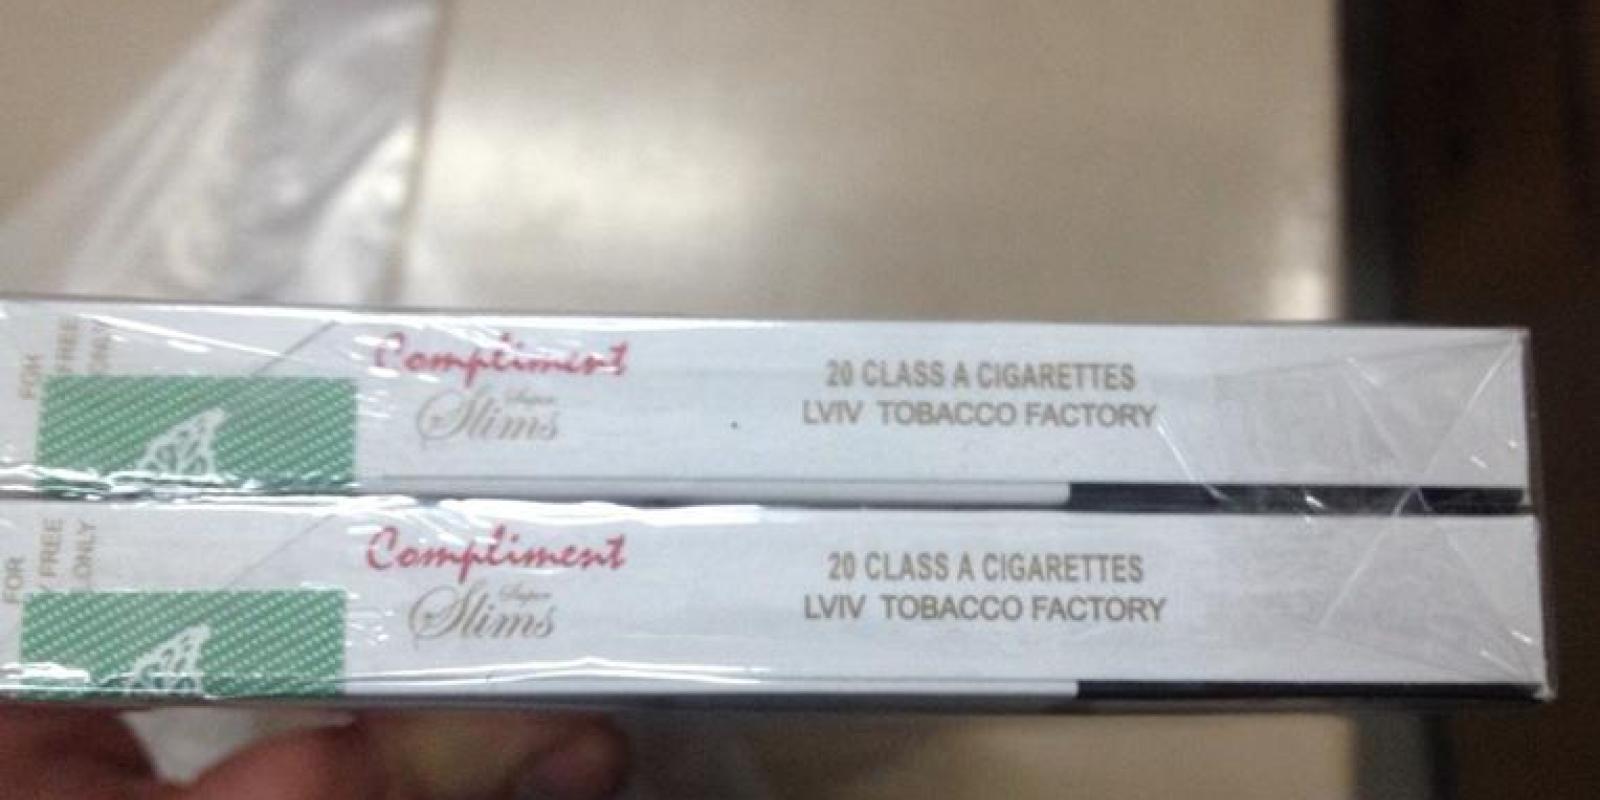 FOR
FREE
ONLY
Compliment
Super
Slims
20 CLASS A CIGARETTES
LVIV TOBACCO FACTORY
FOR
FREE
ONLY
Compliment
Super
Slims
20 CLASS A CIGARETTES
LVIV TOBACCO FACTORY